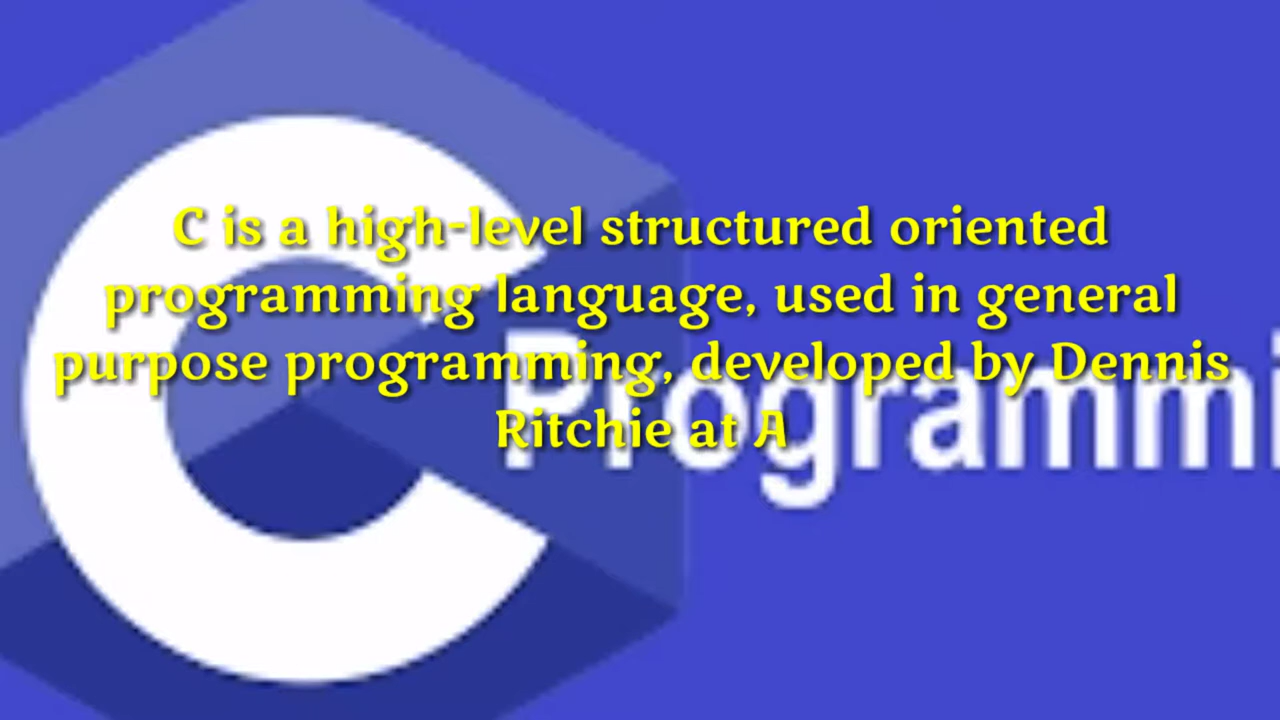 C is a high-level structured oriented
programming language, used in general
purpose programming, developed by Dennis
Ritchie at A
C
Programmi